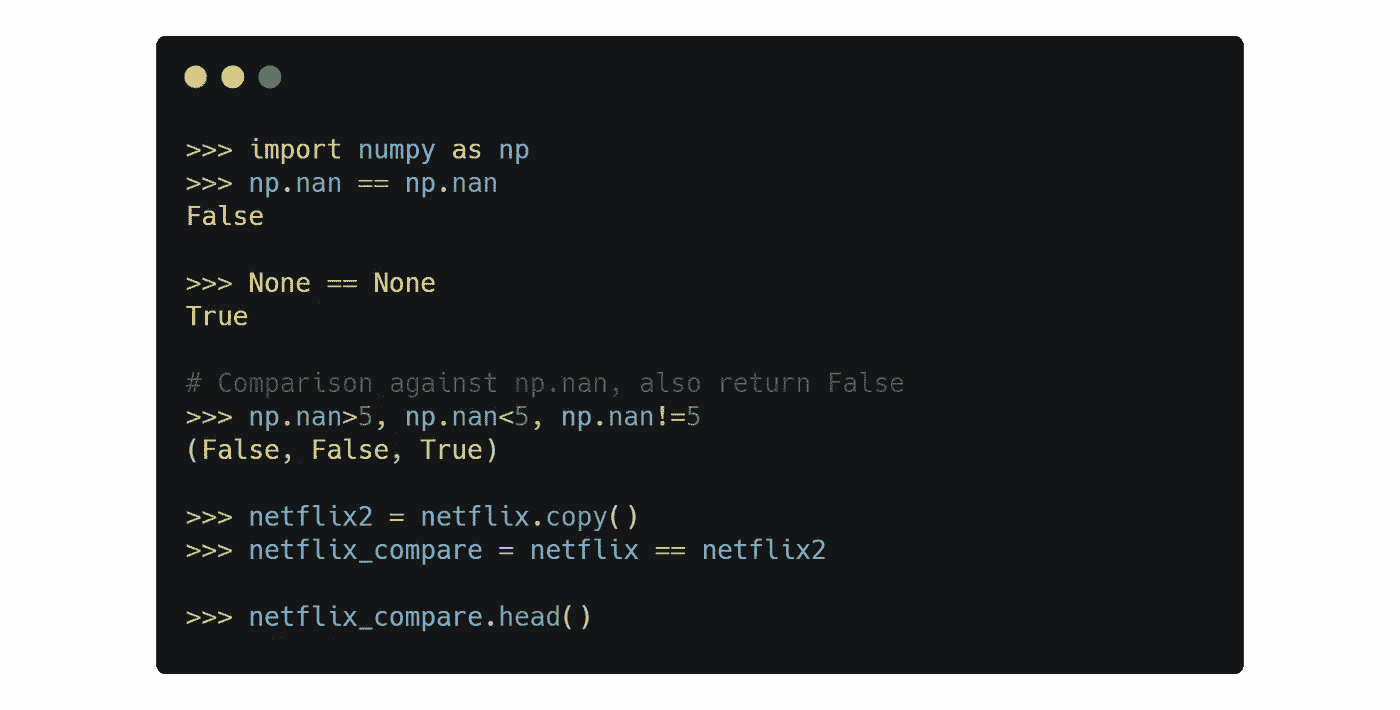 >>> import numpy as np
>>> np.nan == np.nan
False
>>> None == None
True
# Comparison against np.nan, also return False
>>> np.nan>5, np.nan<5, np.nan!=5
(False, False, True)
>>> netflix2 = netflix.copy()
>>> netflix_compare = netflix == netflix2
>>> netflix_compare.head()